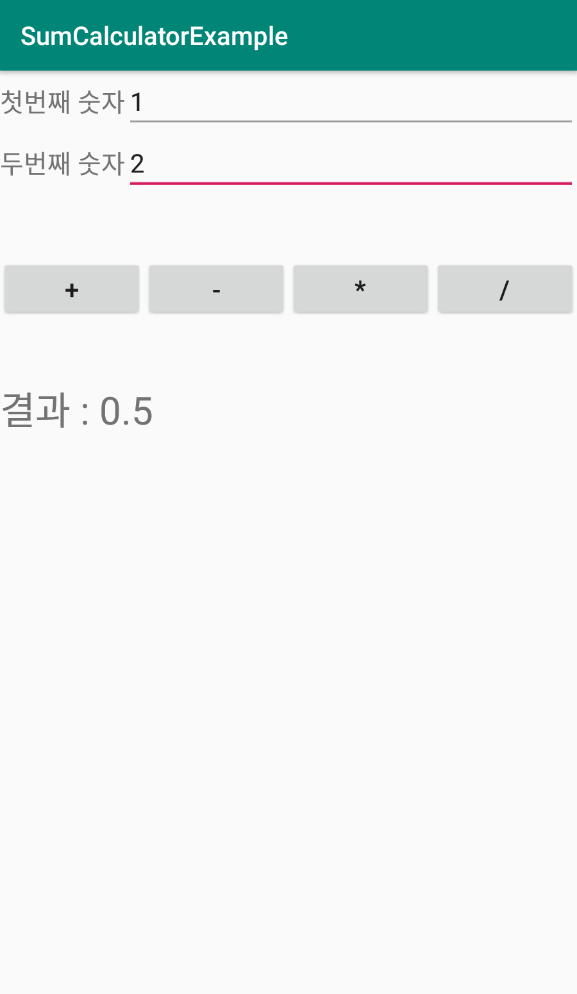 SumCalculatorExample
첫번째 숫자 1
두번째 숫자 2
+ - * /
결과 : 0.5